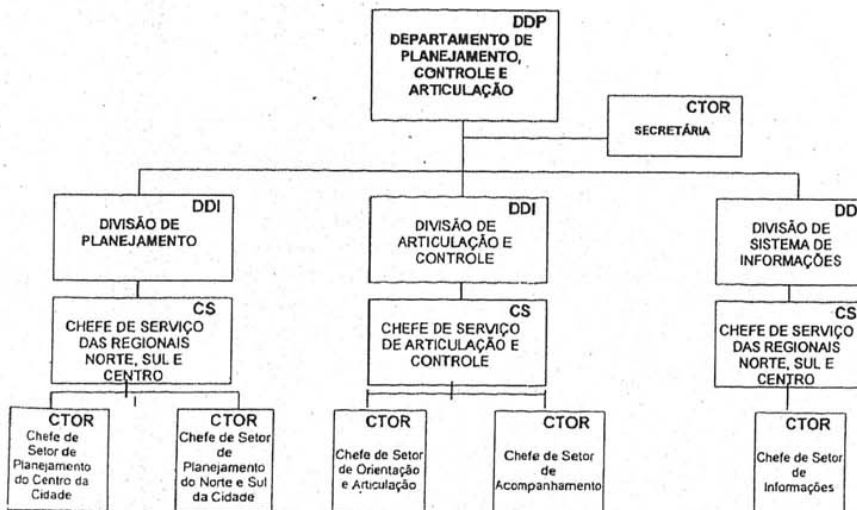 DDP
DEPARTAMENTO DE
PLANEJAMENTO,
CONTROLE E
ARTICULAÇÃO
CTOR
SECRETÁRIA
DDI
DIVISÃO DE
PLANEJAMENTO
DDI
DIVISÃO DE
ARTICULAÇÃO E
CONTROLE
DD
DIVISÃO DE
SISTEMA DE
INFORMAÇÕES
CS
CHEFE DE SERVIÇO
DAS REGIONAIS
NORTE, SUL E
CENTRO
CS
CHEFE DE SERVIÇO
DE ARTICULAÇÃO E
CONTROLE
CS
CHEFE DE SERVIÇO
DAS REGIONAIS
NORTE, SUL E
CENTRO
CTOR
Chefe de
Setor de
Planejamento
do Centro da
Cidade
CTOR
Chefe de Setor
de
Planejamento
do Norte e Sul
da Cidade
CTOR
Chefe de Setor
de Orientação
e Articulação
CTOR
Chefe de Setor
de
Acompanhamento
CTOR
Chefe de Setor
de
Informações